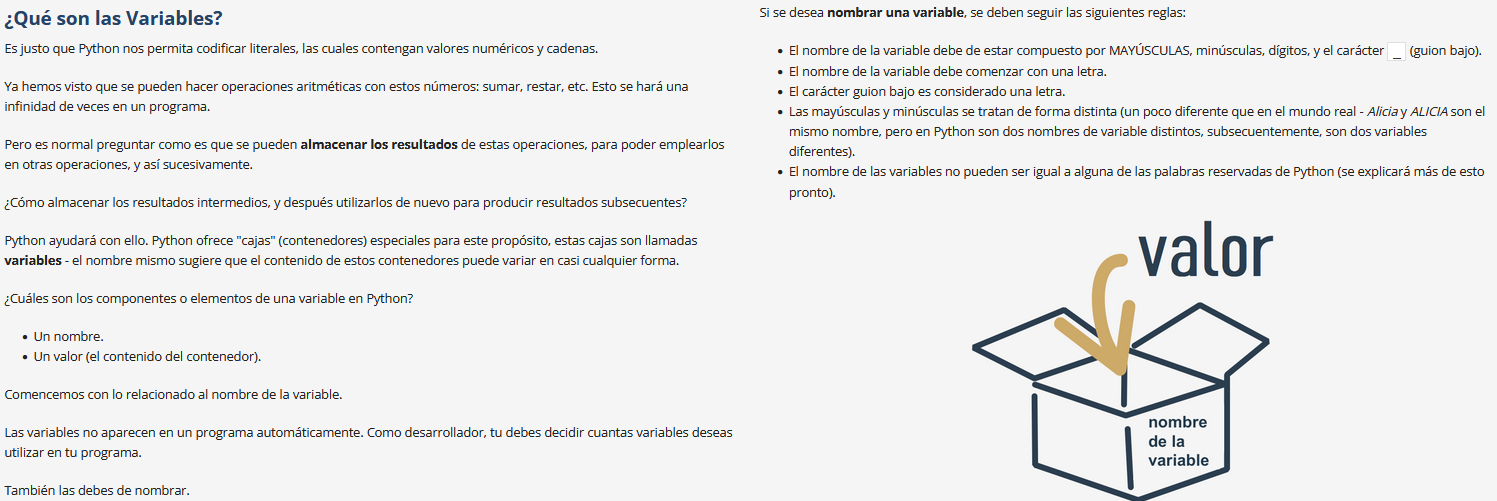 ¿Qué son las Variables?
Es justo que Python nos permita codificar literales, las cuales contengan valores numéricos y cadenas.
Ya hemos visto que se pueden hacer operaciones aritméticas con estos números: sumar, restar, etc. Esto se hará una
infinidad de veces en un programa.
Pero es normal preguntar como es que se pueden almacenar los resultados de estas operaciones, para poder emplearlos
en otras operaciones, y así sucesivamente.
¿Cómo almacenar los resultados intermedios, y después utilizarlos de nuevo para producir resultados subsecuentes?
Python ayudará con ello. Python ofrece "cajas" (contenedores) especiales para este propósito, estas cajas son llamadas
variables - el nombre mismo sugiere que el contenido de estos contenedores puede variar en casi cualquier forma.
¿Cuáles son los componentes o elementos de una variable en Python?
• Un nombre.
• Un valor (el contenido del contenedor).
Comencemos con lo relacionado al nombre de la variable.
Las variables no aparecen en un programa automáticamente. Como desarrollador, tu debes decidir cuantas variables deseas
utilizar en tu programa.
También las debes de nombrar.
Si se desea nombrar una variable, se deben seguir las siguientes reglas:
• El nombre de la variable debe de estar compuesto por MAYÚSCULAS, minúsculas, dígitos, y el carácter _ (guion bajo).
• El nombre de la variable debe comenzar con una letra.
• El carácter guion bajo es considerado una letra.
• Las mayúsculas y minúsculas se tratan de forma distinta (un poco diferente que en el mundo real - Alicia y ALICIA son el
mismo nombre, pero en Python son dos nombres de variable distintos, subsecuentemente, son dos variables
diferentes).
• El nombre de las variables no pueden ser igual a alguna de las palabras reservadas de Python (se explicará más de esto
pronto).
valor
nombre
de la
variable